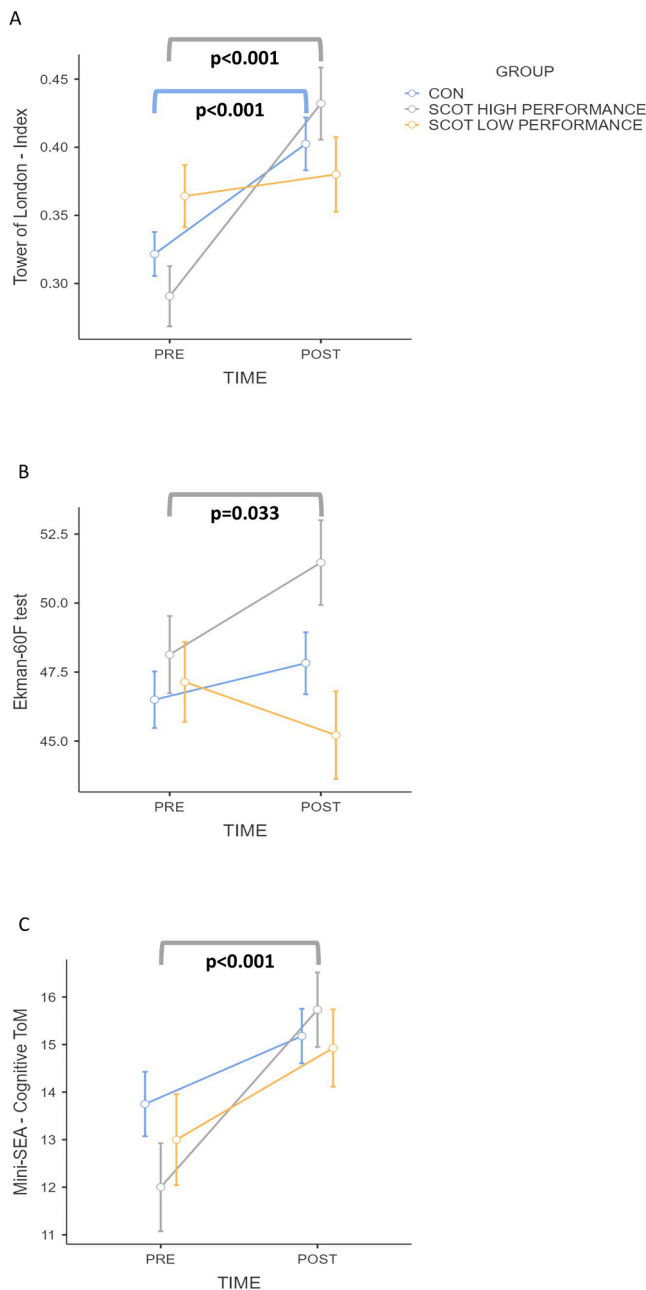 A
p<0.001
p<0.001
0.45
0.40
0.35
0.30
Tower of London - Index
PRE
POST
TIME
GROUP
CON
SCOT HIGH PERFORMANCE
SCOT LOW PERFORMANCE
B
p=0.033
52.5
50.0
47.5
45.0
Ekman-60F test
PRE
POST
TIME
C
p<0.001
16
15
14
13
12
11
Mini-SEA - Cognitive ToM
PRE
POST
TIME